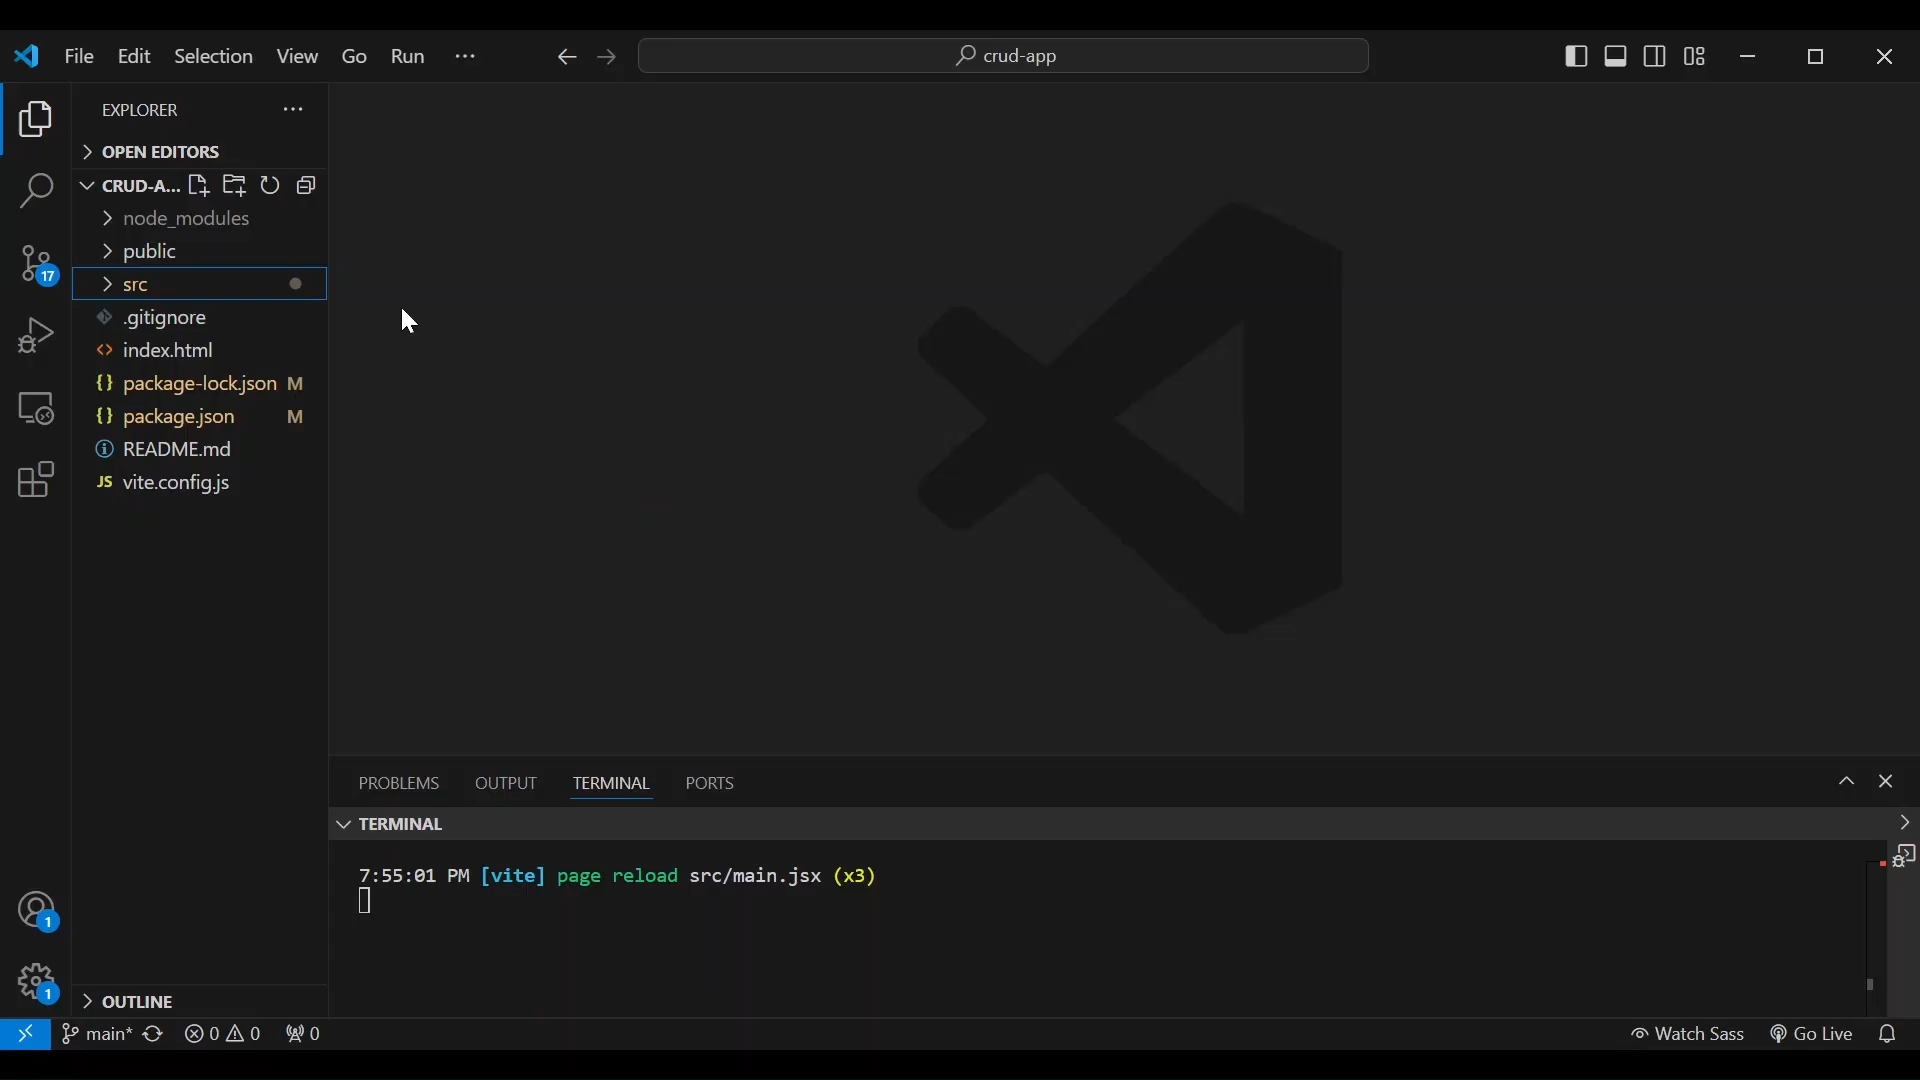 File Edit Selection View Go Run ··· crud-app
EXPLORER ···
OPEN EDITORS
CRUD-A...
node_modules
public
src
.gitignore
index.html
package-lock.json M
package.json M
README.md
JS vite.config.js
17
1
1
OUTLINE
PROBLEMS OUTPUT TERMINAL PORTS
TERMINAL
7:55:01 PM [vite] page reload src/main.jsx (x3)
main* 0 0 0 Watch Sass Go Live